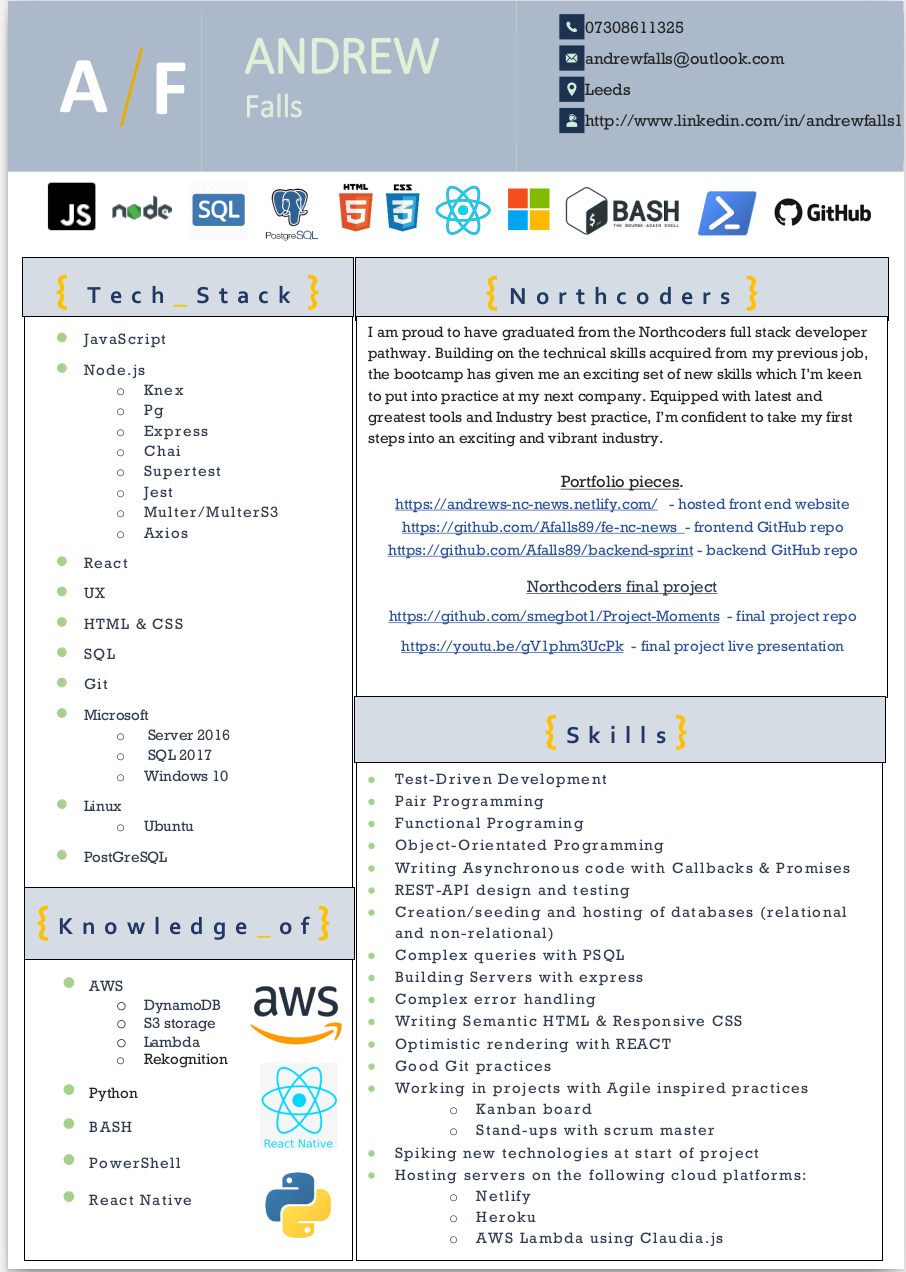 A/F
ANDREW
Falls
07308611325
andrewfalls@outlook.com
Leeds
http://www.linkedin.com/in/andrewfalls1
JS
node
SQL
PostgreSQL
HTML
5
CSS
3
$_
BASH
THE BOURNE-AGAIN SHELL
GitHub
{ Tech_Stack }
JavaScript
Node.js
Knex
Pg
Express
Chai
Supertest
Jest
Multer/MulterS3
Axios
React
UX
HTML & CSS
SQL
Git
Microsoft
Server 2016
SQL 2017
Windows 10
Linux
Ubuntu
PostGreSQL
{Knowledge_of}
AWS
DynamoDB
S3 storage
Lambda
Rekognition
Python
BASH
PowerShell
React Native
aws
React Native
{ Northcoders }
I am proud to have graduated from the Northcoders full stack developer
pathway. Building on the technical skills acquired from my previous job,
the bootcamp has given me an exciting set of new skills which I'm keen
to put into practice at my next company. Equipped with latest and
greatest tools and Industry best practice, I'm confident to take my first
steps into an exciting and vibrant industry.
Portfolio pieces.
https://andrews-nc-news.netlify.com/ - hosted front end website
https://github.com/Afalls89/fe-nc-news - frontend GitHub repo
https://github.com/Afalls89/backend-sprint - backend GitHub repo
Northcoders final project
https://github.com/smegbot1/Project-Moments - final project repo
https://youtu.be/gV1phm3UcPk - final project live presentation
{Skills}
Test-Driven Development
Pair Programming
Functional Programing
Object-Orientated Programming
Writing Asynchronous code with Callbacks & Promises
REST-API design and testing
Creation/seeding and hosting of databases (relational
and non-relational)
Complex queries with PSQL
Building Servers with express
Complex error handling
Writing Semantic HTML & Responsive CSS
Optimistic rendering with REACT
Good Git practices
Working in projects with Agile inspired practices
Kanban board
Stand-ups with scrum master
Spiking new technologies at start of project
Hosting servers on the following cloud platforms:
Netlify
Heroku
AWS Lambda using Claudia.js